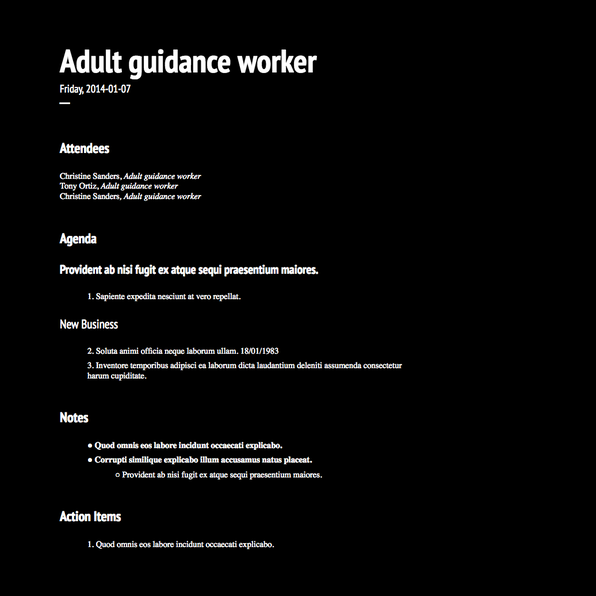 Adult guidance worker
Friday, 2014-01-07
Attendees
Christine Sanders, Adult guidance worker
Tony Ortiz, Adult guidance worker
Christine Sanders, Adult guidance worker
Agenda
Provident ab nisi fugit ex atque sequi praesentium maiores.
1. Sapiente expedita nesciunt at vero repellat.
New Business
2. Soluta animi officia neque laborum ullam. 18/01/1983
3. Inventore temporibus adipisci ea laborum dicta laudantium deleniti assumenda consectetur
harum cupiditate.
Notes
● Quod omnis eos labore incidunt occaecati explicabo.
● Corrupti similique explicabo illum accusamus natus placeat.
○ Provident ab nisi fugit ex atque sequi praesentium maiores.
Action Items
1. Quod omnis eos labore incidunt occaecati explicabo.